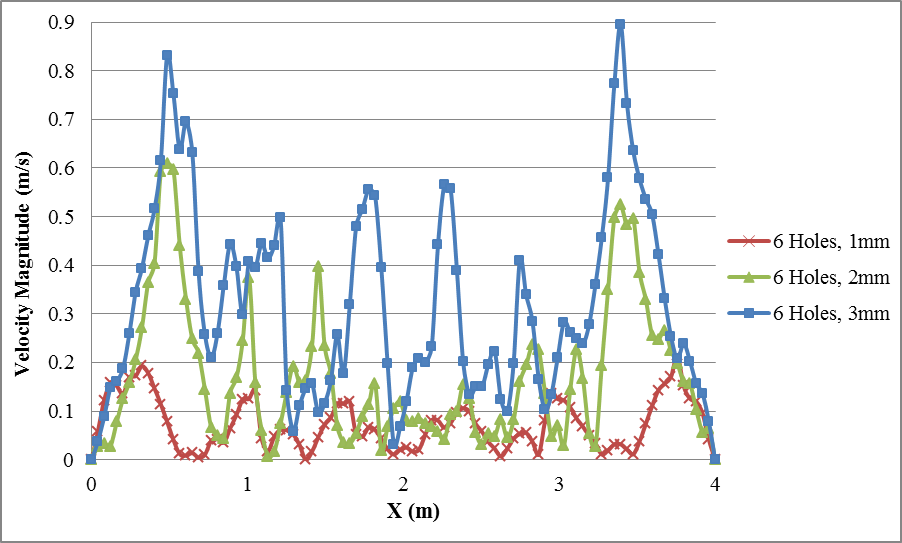 0.9
0.8
0.7
0.6
0.5
0.4
0.3
0.2
0.1
0
Velocity Magnitude (m/s)
0 1 2 3 4
X (m)
6 Holes, 1mm
6 Holes, 2mm
6 Holes, 3mm